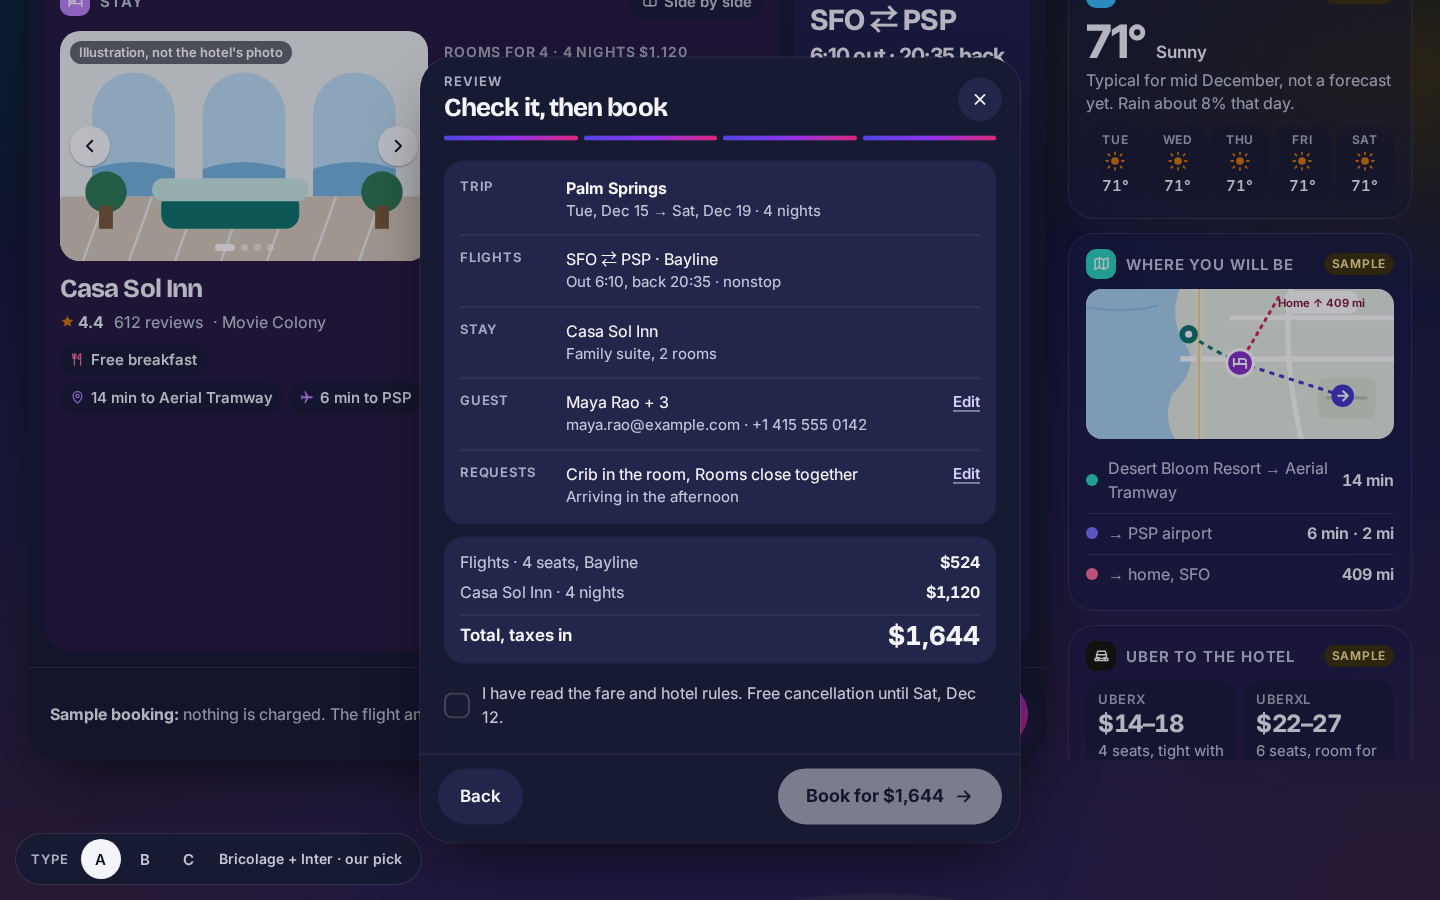 STAY
Side by side
Illustration, not the hotel's photo
ROOMS FOR 4 · 4 NIGHTS $1,120
Casa Sol Inn
4.4 612 reviews · Movie Colony
Free breakfast
14 min to Aerial Tramway
6 min to PSP
SFO ⇄ PSP
6:10 out · 20:35 back
Sample booking: nothing is charged. The flight an
REVIEW
Check it, then book
TRIP
Palm Springs
Tue, Dec 15 → Sat, Dec 19 · 4 nights
FLIGHTS
SFO ⇄ PSP · Bayline
Out 6:10, back 20:35 · nonstop
STAY
Casa Sol Inn
Family suite, 2 rooms
GUEST
Maya Rao + 3
Edit
maya.rao@example.com · +1 415 555 0142
REQUESTS
Crib in the room, Rooms close together
Edit
Arriving in the afternoon
Flights · 4 seats, Bayline $524
Casa Sol Inn · 4 nights $1,120
Total, taxes in $1,644
I have read the fare and hotel rules. Free cancellation until Sat, Dec
12.
Back
Book for $1,644 →
71° Sunny
Typical for mid December, not a forecast
yet. Rain about 8% that day.
TUE WED THU FRI SAT
71° 71° 71° 71° 71°
WHERE YOU WILL BE SAMPLE
Home ↑ 409 mi
Desert Bloom Resort → Aerial
Tramway
14 min
→ PSP airport 6 min · 2 mi
→ home, SFO 409 mi
UBER TO THE HOTEL SAMPLE
UBERX UBERXL
$14–18 $22–27
4 seats, tight with 6 seats, room for
TYPE A B C Bricolage + Inter · our pick